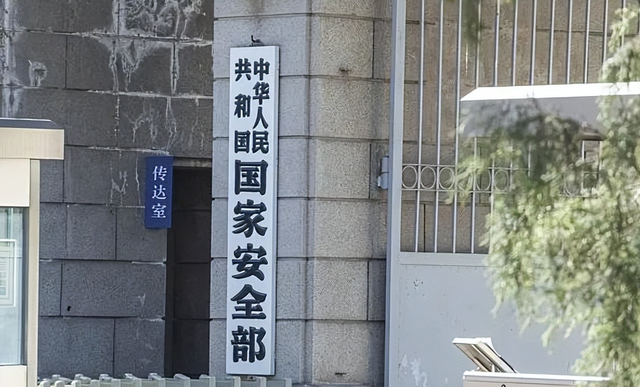 中华人民
共和国
国家安全部
传达室